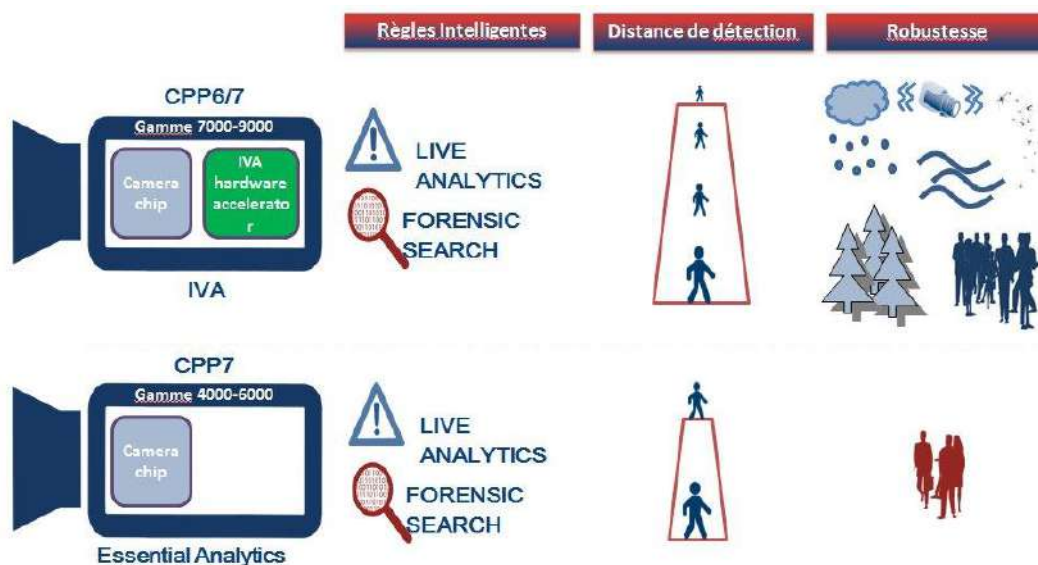 Règles Intelligentes
Distance de détection
Robustesse
CPP6/7
Gamme 7000-9000
Camera
chip
IVA
hardware
accelerato
r
IVA
LIVE
ANALYTICS
FORENSIC
SEARCH
CPP7
Gamme 4000-6000
Camera
chip
Essential Analytics
LIVE
ANALYTICS
FORENSIC
SEARCH